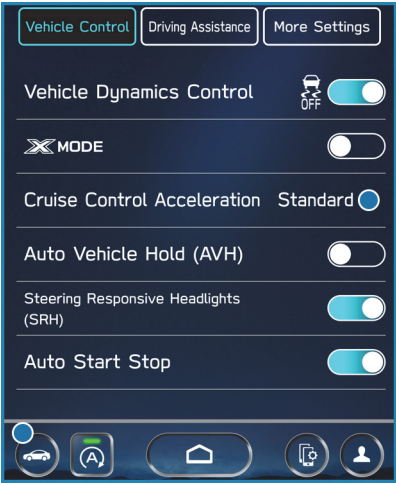 Vehicle Control
Driving Assistance
More Settings
Vehicle Dynamics Control
OFF
X MODE
Cruise Control Acceleration Standard
Auto Vehicle Hold (AVH)
Steering Responsive Headlights
(SRH)
Auto Start Stop
A